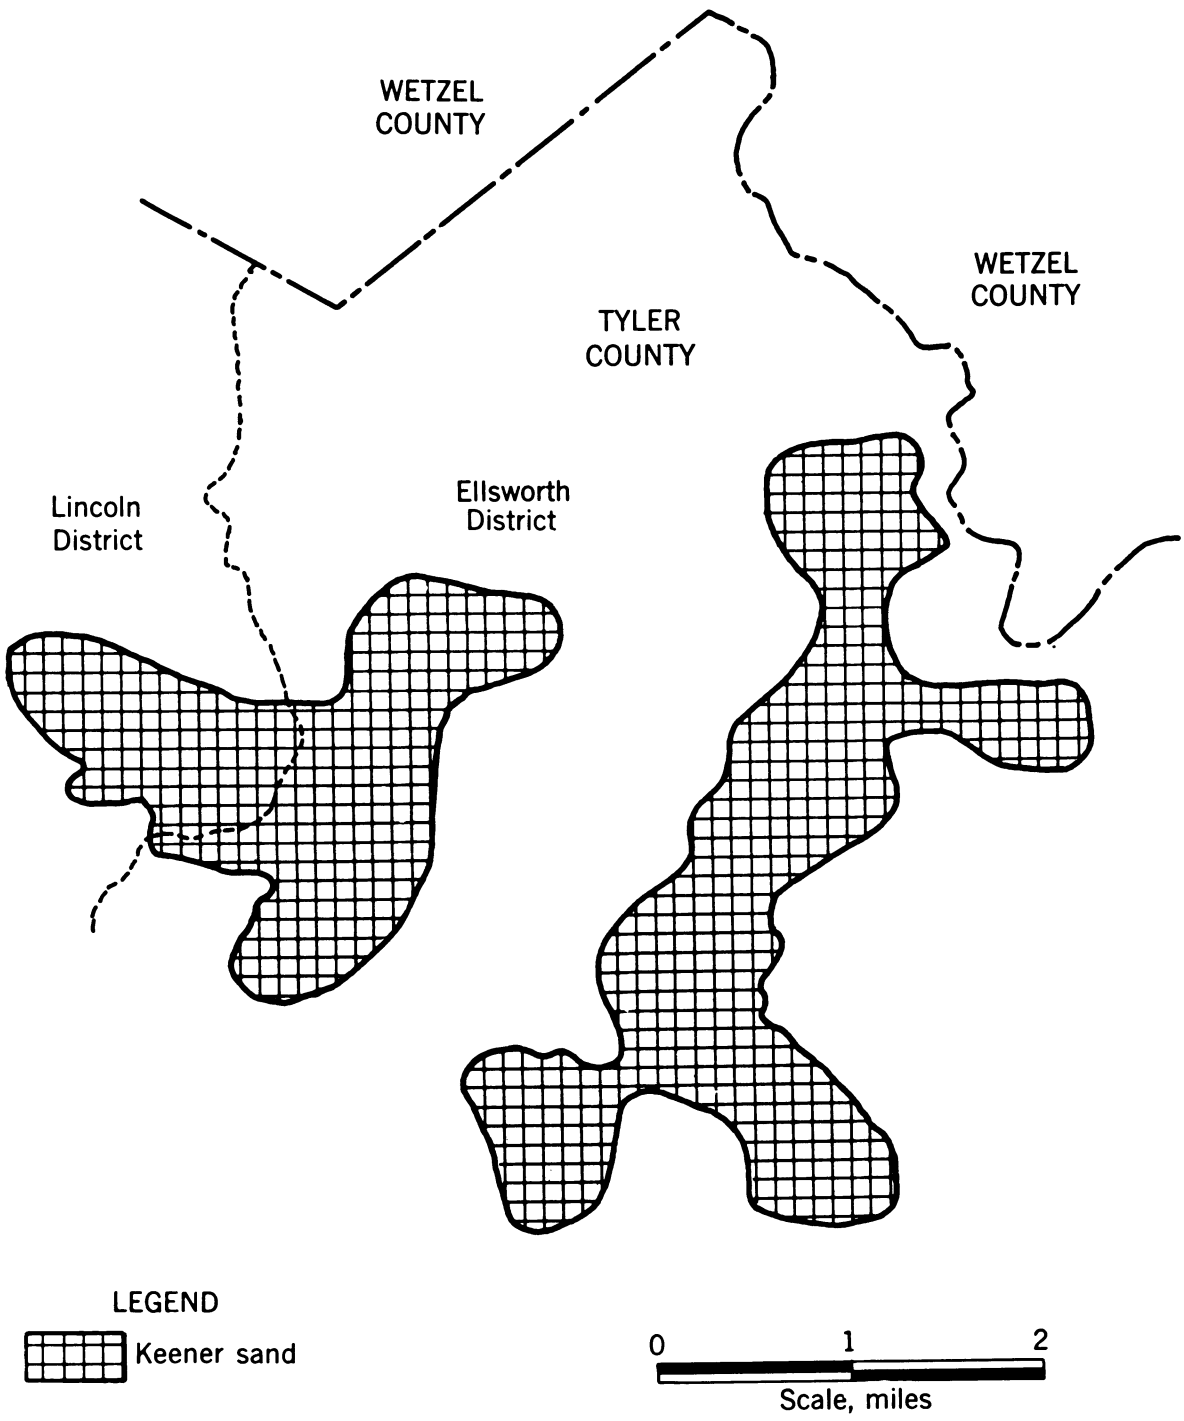 WETZEL
COUNTY
WETZEL
COUNTY
TYLER
COUNTY
Lincoln
District
Ellsworth
District
LEGEND
Keener sand
0 1 2
Scale, miles